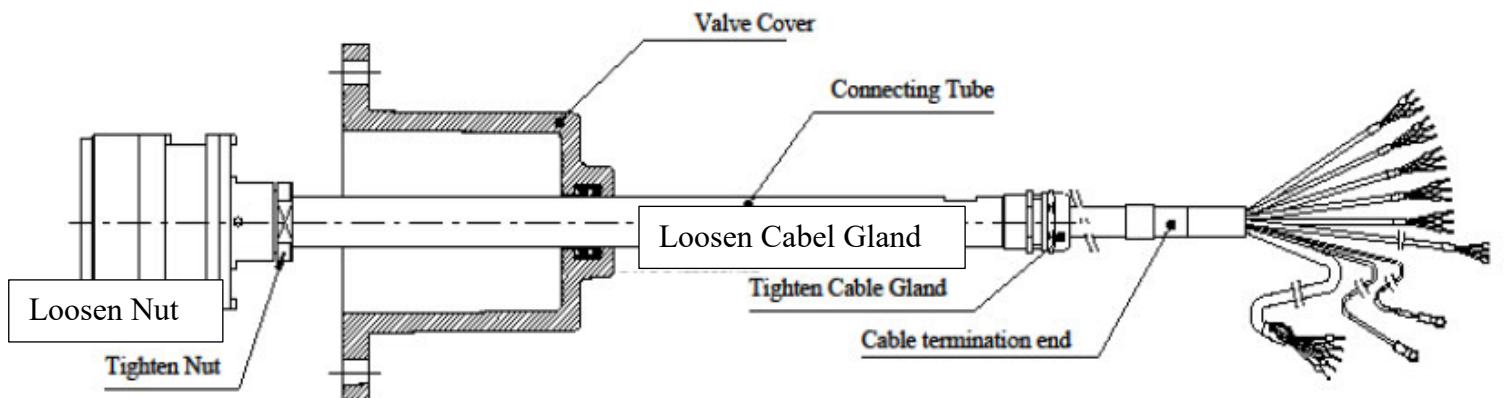 Valve Cover
Connecting Tube
Loosen Cabel Gland
Tighten Cable Gland
Loosen Nut
Cable termination end
Tighten Nut